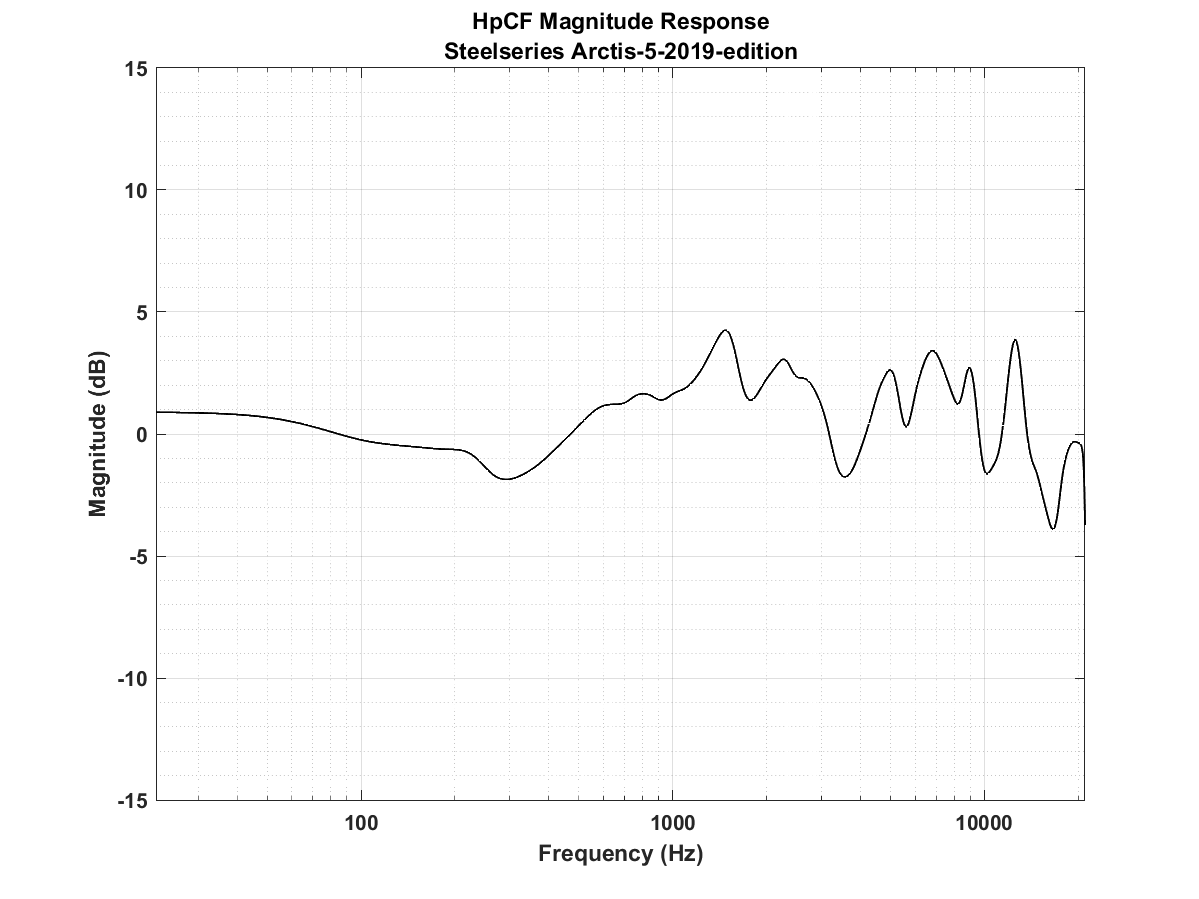 HpCF Magnitude Response
Steelseries Arctis-5-2019-edition
15
10
5
0
-5
-10
-15
Magnitude (dB)
100 1000 10000
Frequency (Hz)